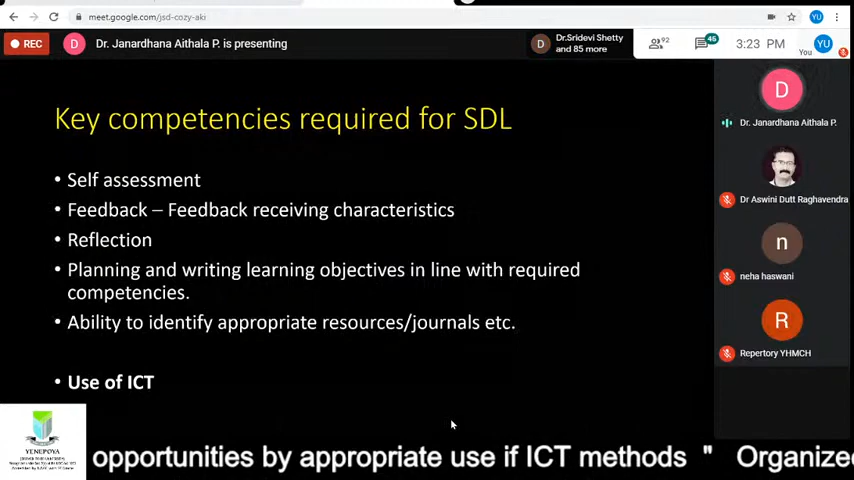 meet.google.com/jsd-cozy-aki
YU
REC
D
Dr. Janardhana Aithala P. is presenting
D
Dr.Sridevi Shetty
and 85 more
92
45
3:23 PM
You
YU
Key competencies required for SDL
• Self assessment
• Feedback – Feedback receiving characteristics
• Reflection
• Planning and writing learning objectives in line with required
competencies.
• Ability to identify appropriate resources/journals etc.
• Use of ICT
D
Dr. Janardhana Aithala P.
Dr Aswini Dutt Raghavendra
n
neha haswani
R
Repertory YHMCH
YENEPOYA
opportunities by appropriate use if ICT methods " Organized